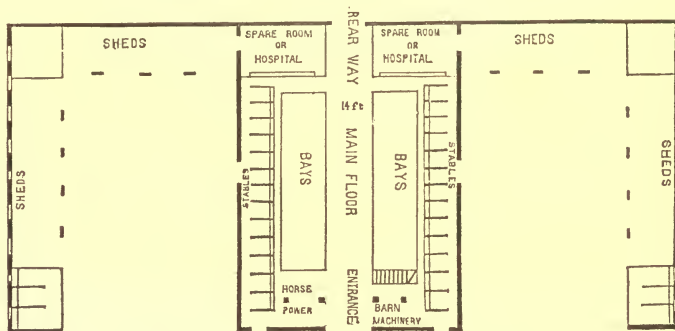 SHEDS
SPARE ROOM
OR
HOSPITAL
REAR WAY
SPARE ROOM
OR
HOSPITAL
SHEDS
14 ft
MAIN FLOOR
SHEDS
STABLES
BAYS
BAYS
STABLES
SHEDS
HORSE
POWER
ENTRANCE
BARN
MACHINERY